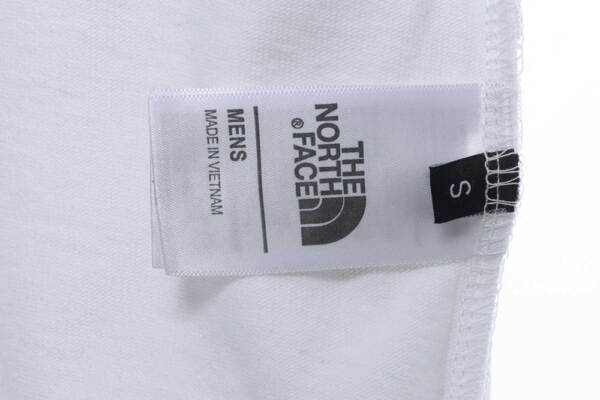 THE
NORTH
FACE
®
MENS
MADE IN VIETNAM
S